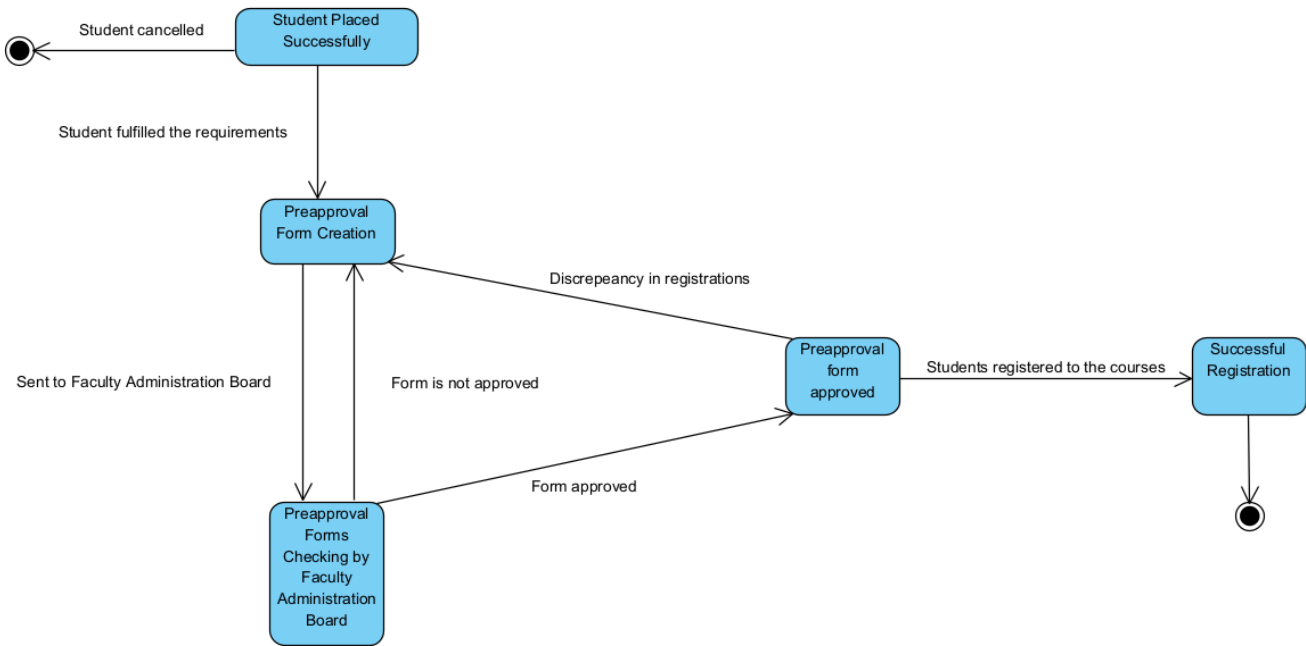 Student cancelled
Student Placed
Successfully
Student fulfilled the requirements
Preapproval
Form Creation
Discrepeancy in registrations
Sent to Faculty Administration Board
Form is not approved
Preapproval
form
approved
Students registered to the courses
Successful
Registration
Form approved
Preapproval
Forms
Checking by
Faculty
Administration
Board